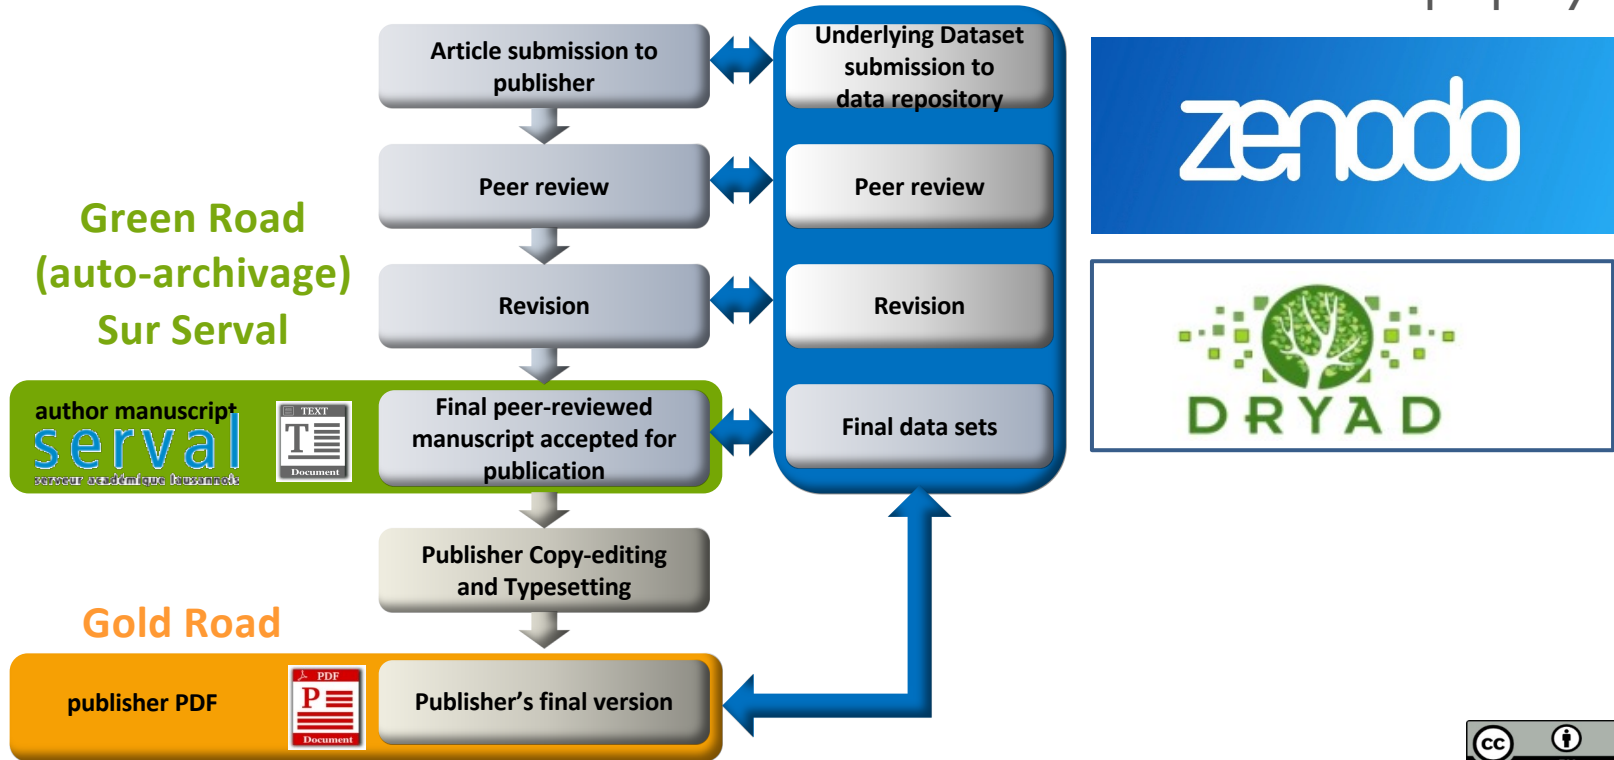 Article submission to
publisher
Underlying Dataset
submission to
data repository
zenodo
Peer review
Peer review
Green Road
(auto-archivage)
Sur Serval
Revision
Revision
DRYAD
author manuscript
serval
serveur académique lausannois
TEXT
T
Document
Final peer-reviewed
manuscript accepted for
publication
Final data sets
Publisher Copy-editing
and Typesetting
Gold Road
publisher PDF
PDF
P
Document
Publisher’s final version
cc